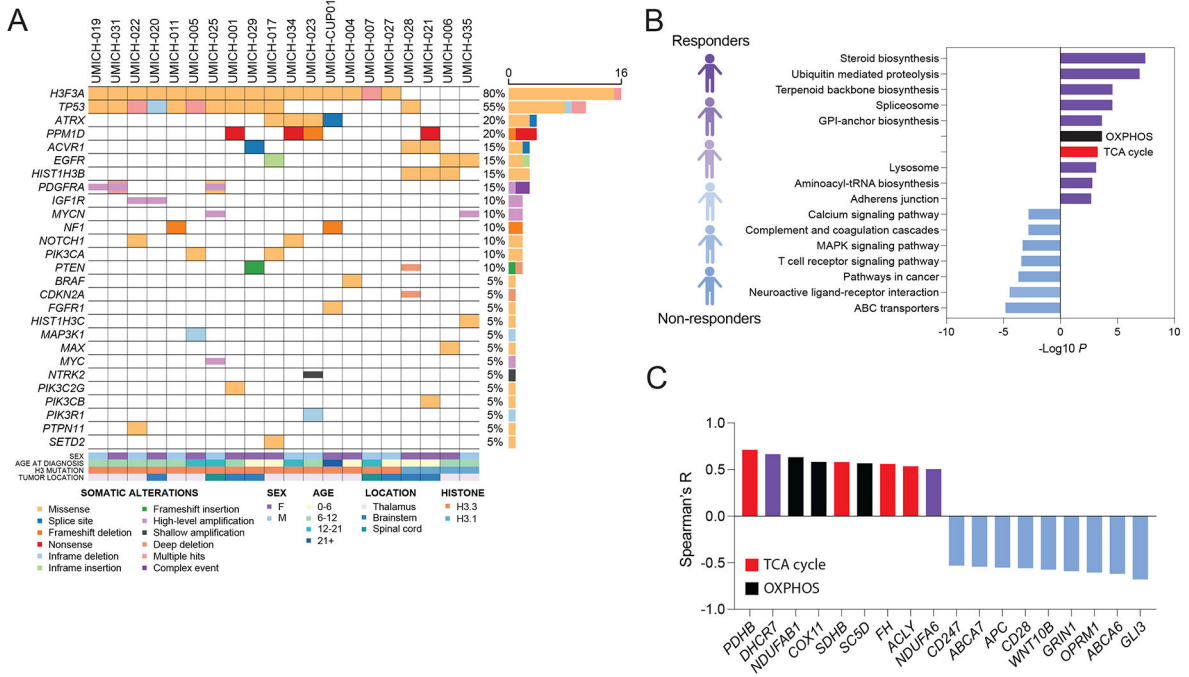 A
UMICH-019
UMICH-031
UMICH-022
UMICH-020
UMICH-011
UMICH-005
UMICH-025
UMICH-001
UMICH-029
UMICH-017
UMICH-034
UMICH-023
UMICH-CUP01
UMICH-004
UMICH-007
UMICH-027
UMICH-028
UMICH-021
UMICH-006
UMICH-035
0 16
H3F3A 80%
TP53 55%
ATRX 20%
PPM1D 20%
ACVR1 15%
EGFR 15%
HIST1H3B 15%
PDGFRA 15%
IGF1R 10%
MYCN 10%
NF1 10%
NOTCH1 10%
PIK3CA 10%
PTEN 10%
BRAF 5%
CDKN2A 5%
FGFR1 5%
HIST1H3C 5%
MAP3K1 5%
MAX 5%
MYC 5%
NTRK2 5%
PIK3C2G 5%
PIK3CB 5%
PIK3R1 5%
PTPN11 5%
SETD2 5%
SEX
AGE AT DIAGNOSIS
H3 MUTATION
TUMOR LOCATION
SOMATIC ALTERATIONS
Missense
Splice site
Frameshift deletion
Nonsense
Inframe deletion
Inframe insertion
Frameshift insertion
High-level amplification
Shallow amplification
Deep deletion
Multiple hits
Complex event
SEX
F
M
AGE
0-6
6-12
12-21
21+
LOCATION
Thalamus
Brainstem
Spinal cord
HISTONE
H3.3
H3.1
B
Responders
Non-responders
Steroid biosynthesis
Ubiquitin mediated proteolysis
Terpenoid backbone biosynthesis
Spliceosome
GPI-anchor biosynthesis
OXPHOS
TCA cycle
Lysosome
Aminoacyl-tRNA biosynthesis
Adherens junction
Calcium signaling pathway
Complement and coagulation cascades
MAPK signaling pathway
T cell receptor signaling pathway
Pathways in cancer
Neuroactive ligand-receptor interaction
ABC transporters
-10 -5 0 5 10
-Log10 P
C
Spearman's R
1.0
0.5
0.0
-0.5
-1.0
TCA cycle
OXPHOS
PDHB
DHCR7
NDUFAB1
COX11
SDHB
SC5D
FH
ACLY
NDUFA6
CD247
ABCA7
APC
CD28
WNT10B
GRIN1
OPRM1
ABCA6
GLI3